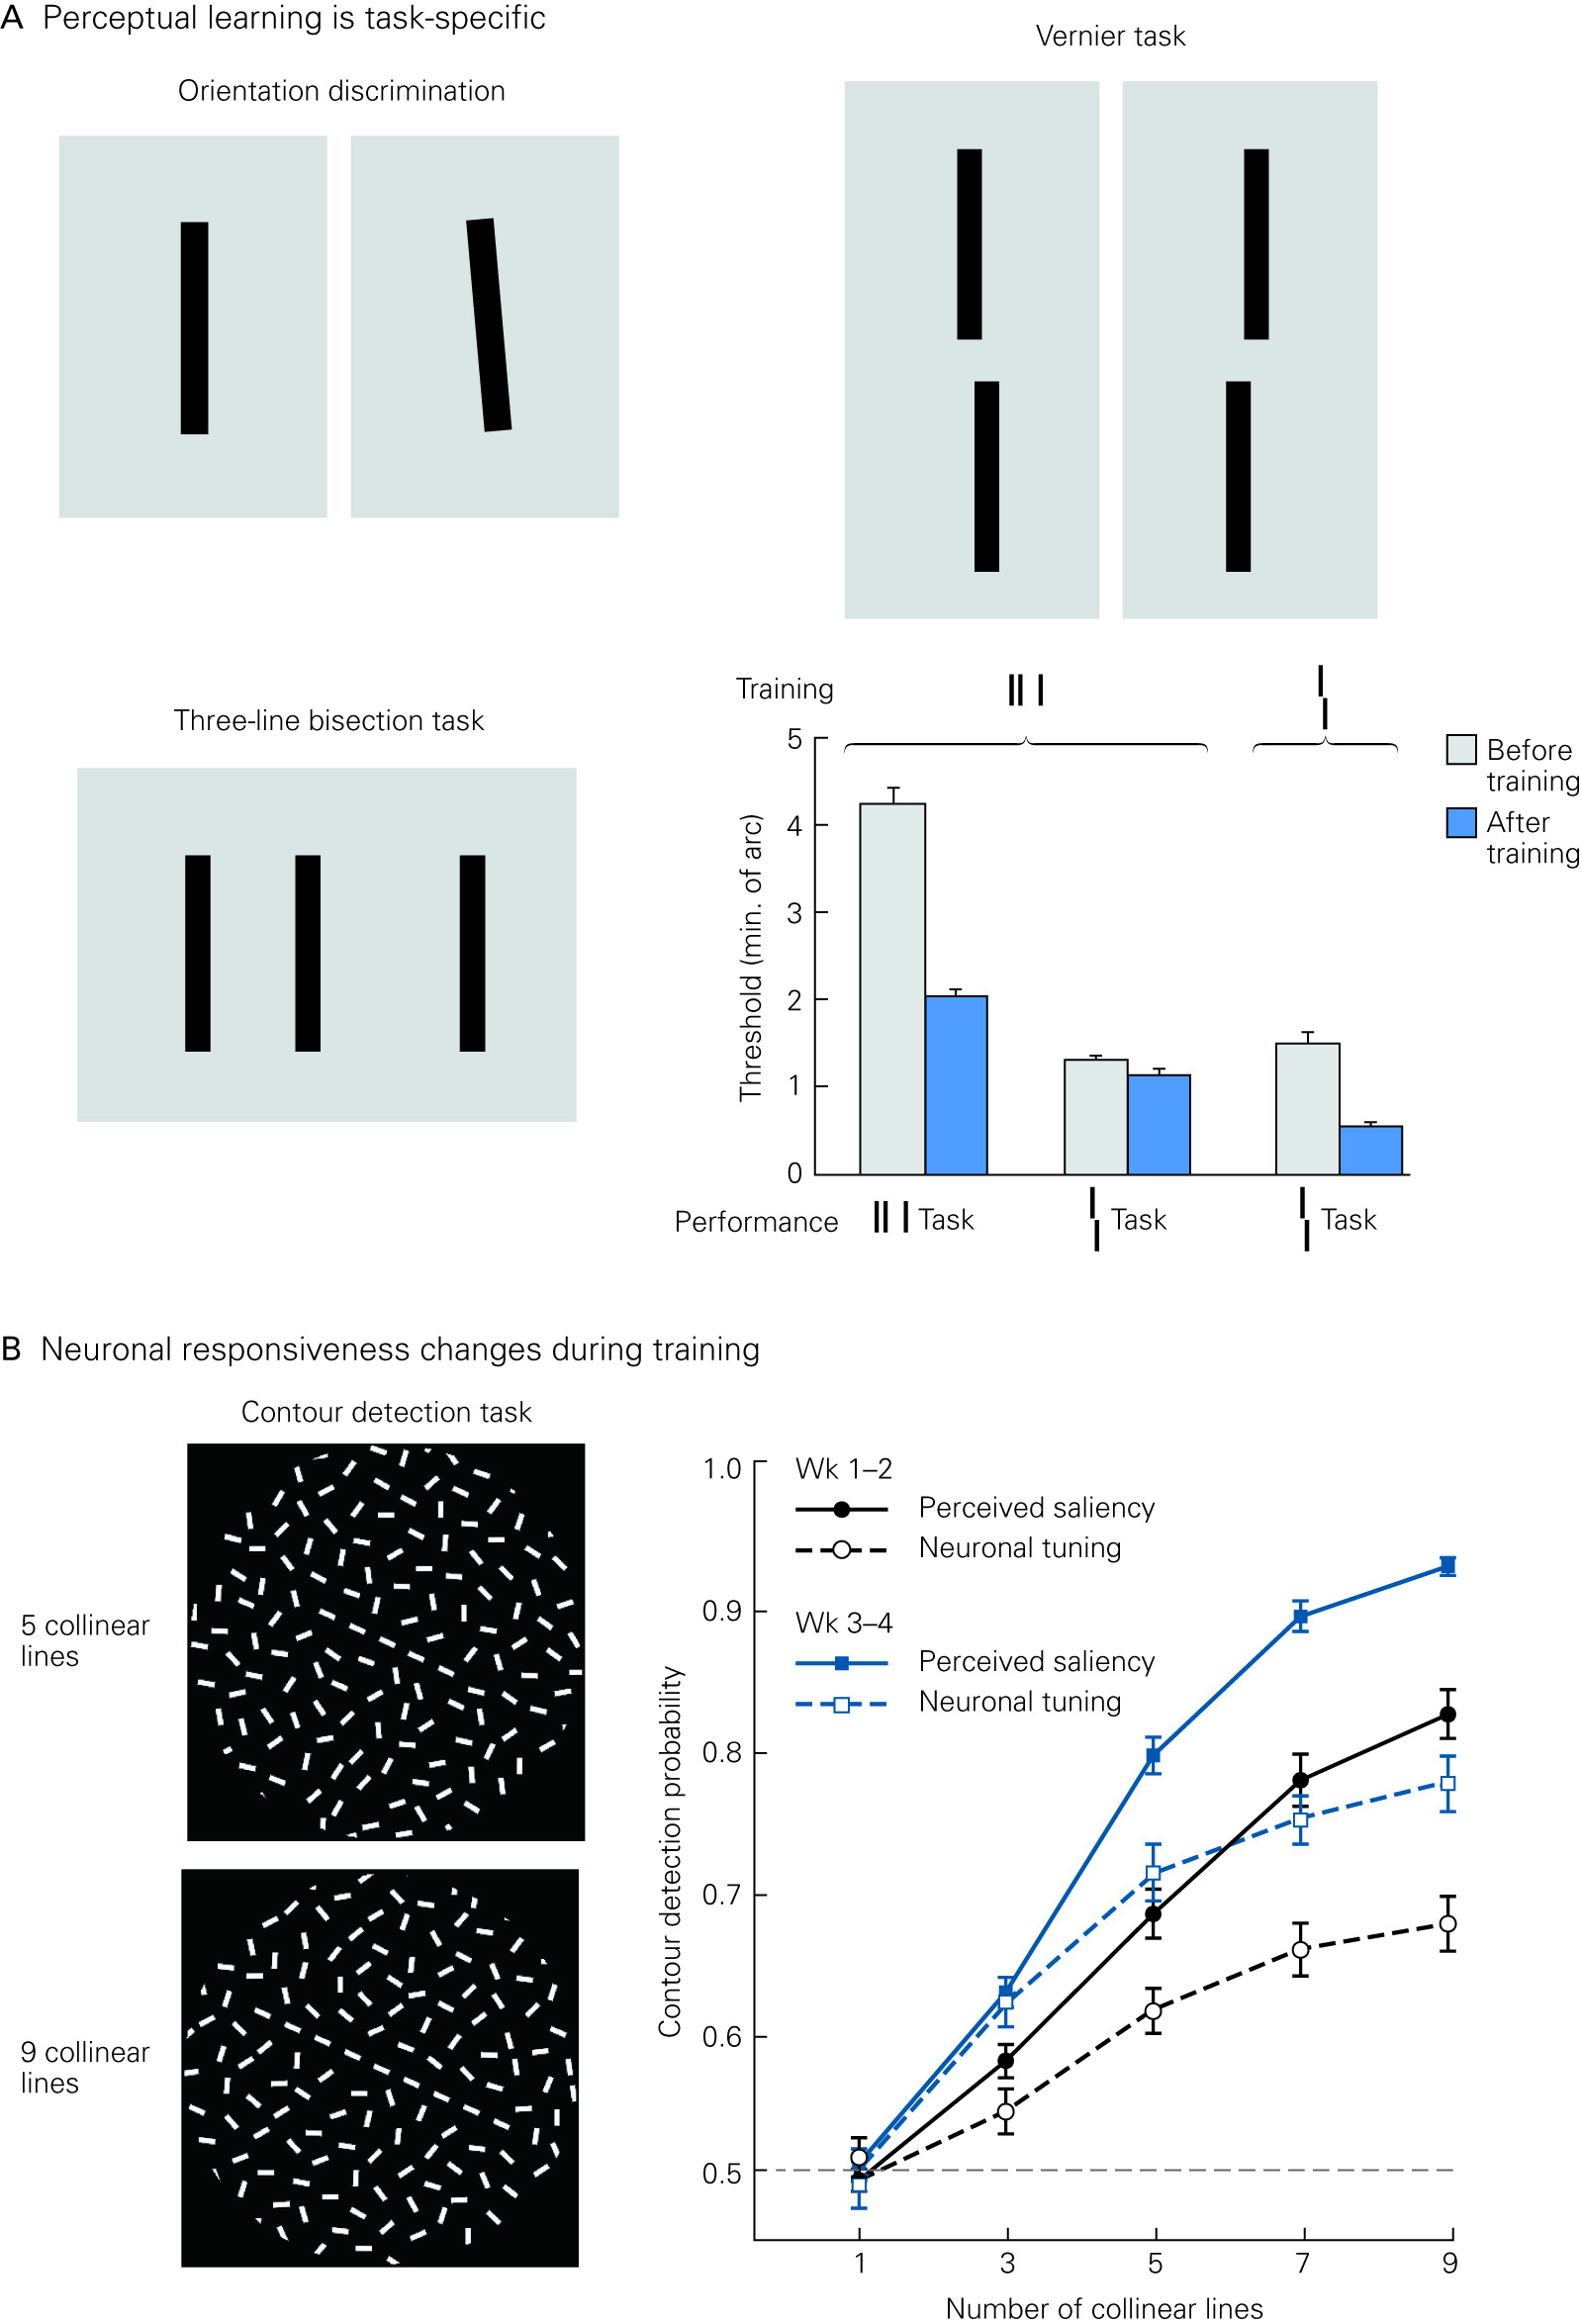 A Perceptual learning is task-specific
Orientation discrimination
Vernier task
Three-line bisection task
Training
5
4
3
2
1
0
Threshold (min. of arc)
Before
training
After
training
Performance
Task
Task
Task
B Neuronal responsiveness changes during training
Contour detection task
5 collinear
lines
9 collinear
lines
1.0
0.9
0.8
0.7
0.6
0.5
Contour detection probability
Wk 1–2
Perceived saliency
Neuronal tuning
Wk 3–4
Perceived saliency
Neuronal tuning
1 3 5 7 9
Number of collinear lines